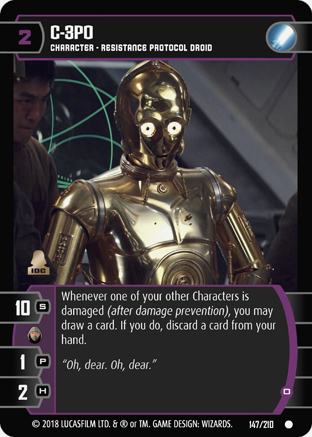 2 C-3PO
CHARACTER • RESISTANCE PROTOCOL DROID
IDC
10 S
1 P
2 H
Whenever one of your other Characters is
damaged (after damage prevention), you may
draw a card. If you do, discard a card from your
hand.
“Oh, dear. Oh, dear.”
© 2018 LUCASFILM LTD. & ® or TM. GAME DESIGN: WIZARDS. 147/210